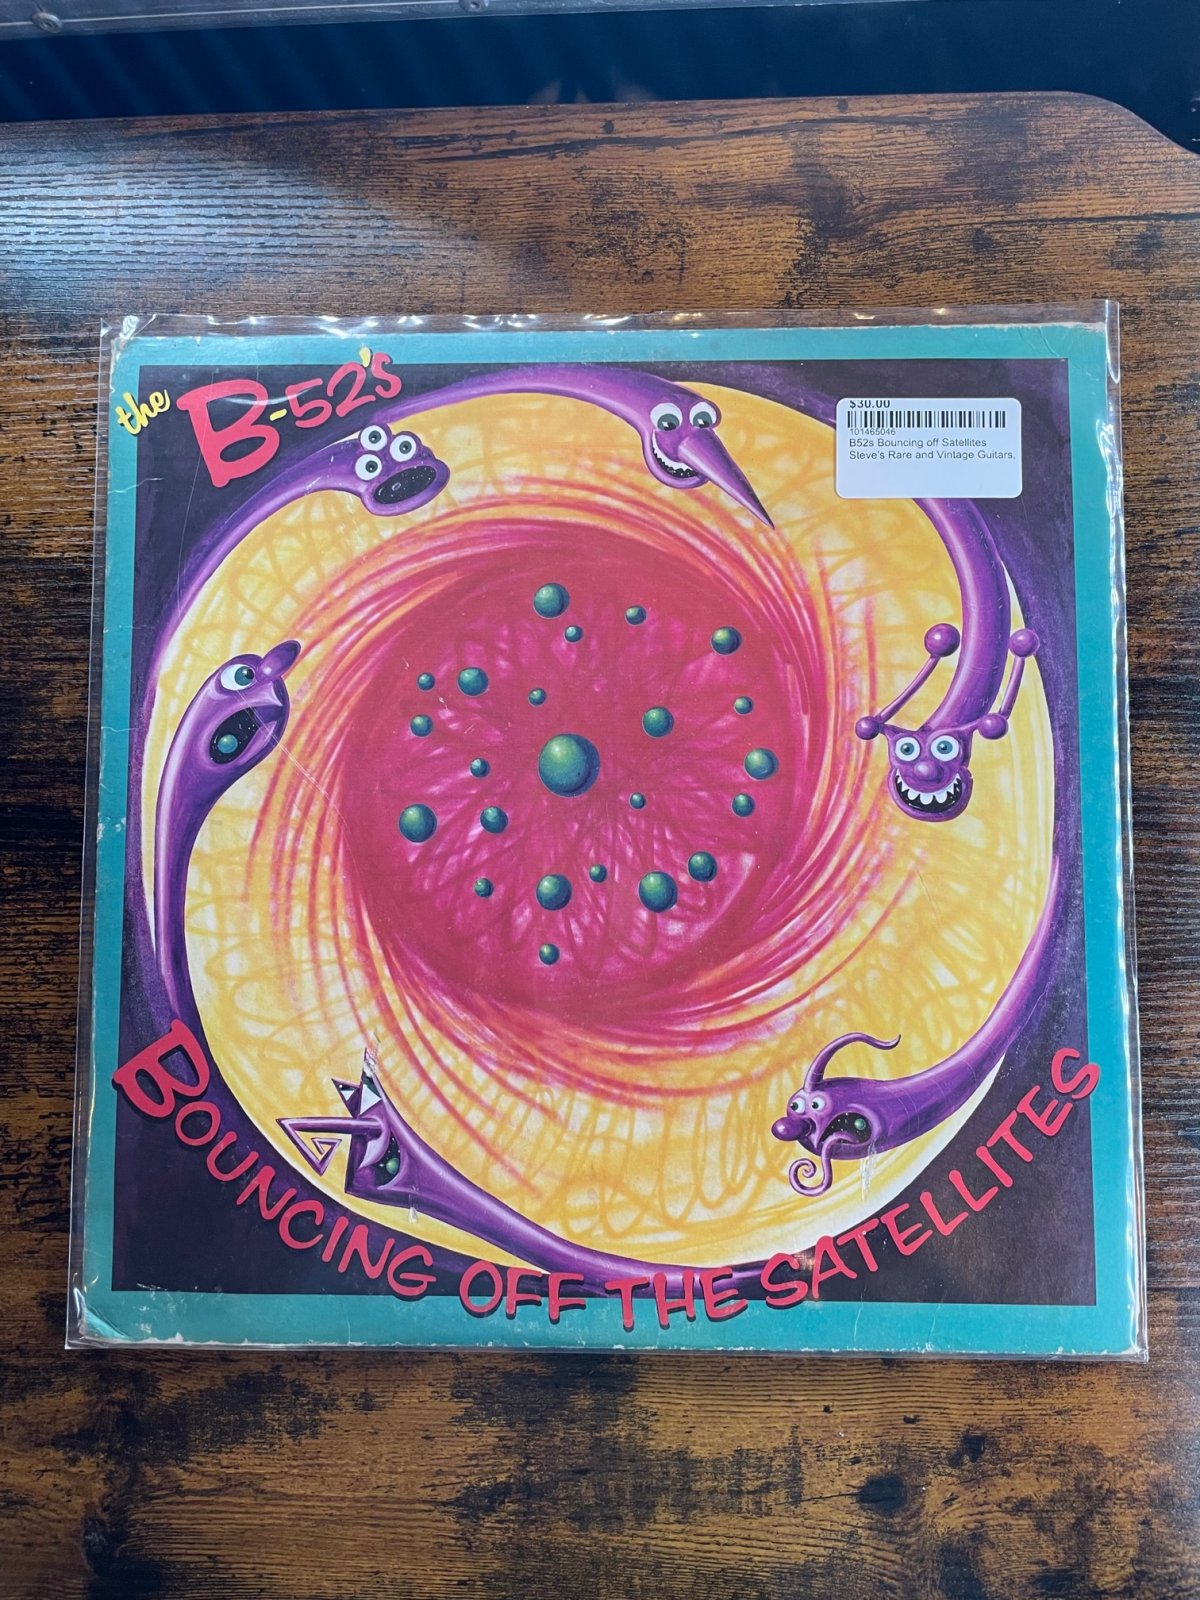 the B-52's
$30.00
101465046
B52s Bouncing off Satellites
Steve's Rare and Vintage Guitars,
BOUNCING OFF THE SATELLITES